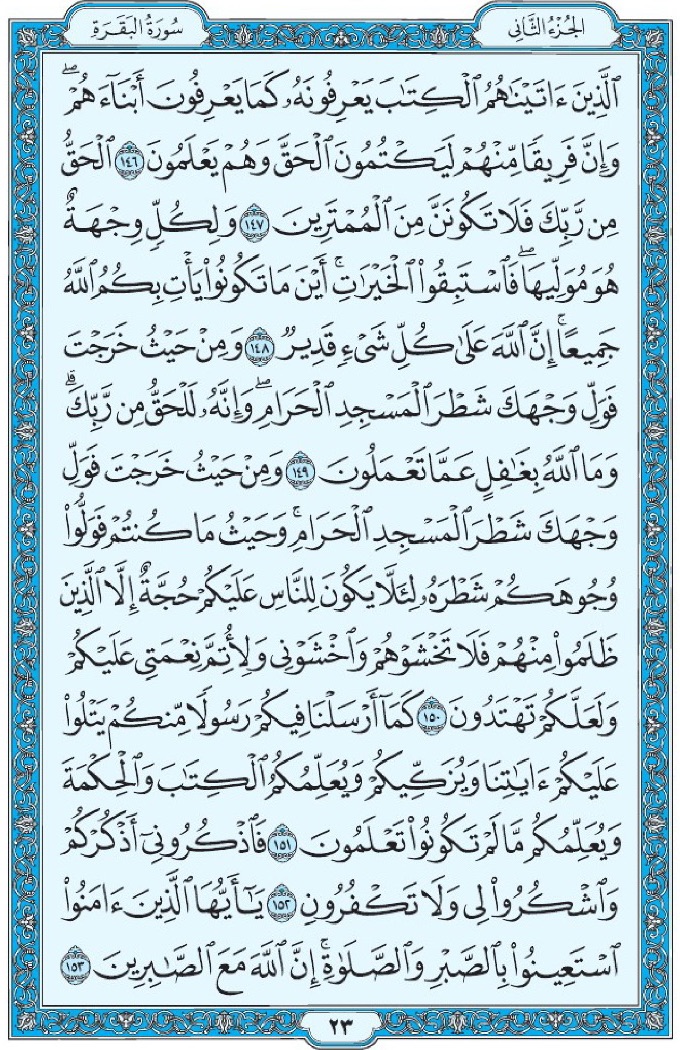 الجُزْءُ الثَّانِي
سُورَةُ البَقَرَةِ
ٱلَّذِينَ ءَاتَيْنَٰهُمُ ٱلْكِتَٰبَ يَعْرِفُونَهُۥ كَمَا يَعْرِفُونَ أَبْنَآءَهُمْ ۖ
وَإِنَّ فَرِيقًا مِّنْهُمْ لَيَكْتُمُونَ ٱلْحَقَّ وَهُمْ يَعْلَمُونَ ١٤٦ ٱلْحَقُّ
مِن رَّبِّكَ فَلَا تَكُونَنَّ مِنَ ٱلْمُمْتَرِينَ ١٤٧ وَلِكُلٍّ وِجْهَةٌ
هُوَ مُوَلِّيهَا ۖ فَٱسْتَبِقُوا۟ ٱلْخَيْرَٰتِ ۚ أَيْنَ مَا تَكُونُوا۟ يَأْتِ بِكُمُ ٱللَّهُ
جَمِيعًا ۚ إِنَّ ٱللَّهَ عَلَىٰ كُلِّ شَىْءٍ قَدِيرٌ ١٤٨ وَمِنْ حَيْثُ خَرَجْتَ
فَوَلِّ وَجْهَكَ شَطْرَ ٱلْمَسْجِدِ ٱلْحَرَامِ ۖ وَإِنَّهُۥ لَلْحَقُّ مِن رَّبِّكَ ۗ
وَمَا ٱللَّهُ بِغَٰفِلٍ عَمَّا تَعْمَلُونَ ١٤٩ وَمِنْ حَيْثُ خَرَجْتَ فَوَلِّ
وَجْهَكَ شَطْرَ ٱلْمَسْجِدِ ٱلْحَرَامِ ۚ وَحَيْثُ مَا كُنتُمْ فَوَلُّوا۟
وُجُوهَكُمْ شَطْرَهُۥ لِئَلَّا يَكُونَ لِلنَّاسِ عَلَيْكُمْ حُجَّةٌ إِلَّا ٱلَّذِينَ
ظَلَمُوا۟ مِنْهُمْ فَلَا تَخْشَوْهُمْ وَٱخْشَوْنِى وَلِأُتِمَّ نِعْمَتِى عَلَيْكُمْ
وَلَعَلَّكُمْ تَهْتَدُونَ ١٥٠ كَمَآ أَرْسَلْنَا فِيكُمْ رَسُولًا مِّنكُمْ يَتْلُوا۟
عَلَيْكُمْ ءَايَٰتِنَا وَيُزَكِّيكُمْ وَيُعَلِّمُكُمُ ٱلْكِتَٰبَ وَٱلْحِكْمَةَ
وَيُعَلِّمُكُم مَّا لَمْ تَكُونُوا۟ تَعْلَمُونَ ١٥١ فَٱذْكُرُونِىٓ أَذْكُرْكُمْ
وَٱشْكُرُوا۟ لِى وَلَا تَكْفُرُونِ ١٥٢ يَٰٓأَيُّهَا ٱلَّذِينَ ءَامَنُوا۟
ٱسْتَعِينُوا۟ بِٱلصَّبْرِ وَٱلصَّلَوٰةِ ۚ إِنَّ ٱللَّهَ مَعَ ٱلصَّٰبِرِينَ ١٥٣
٢٣